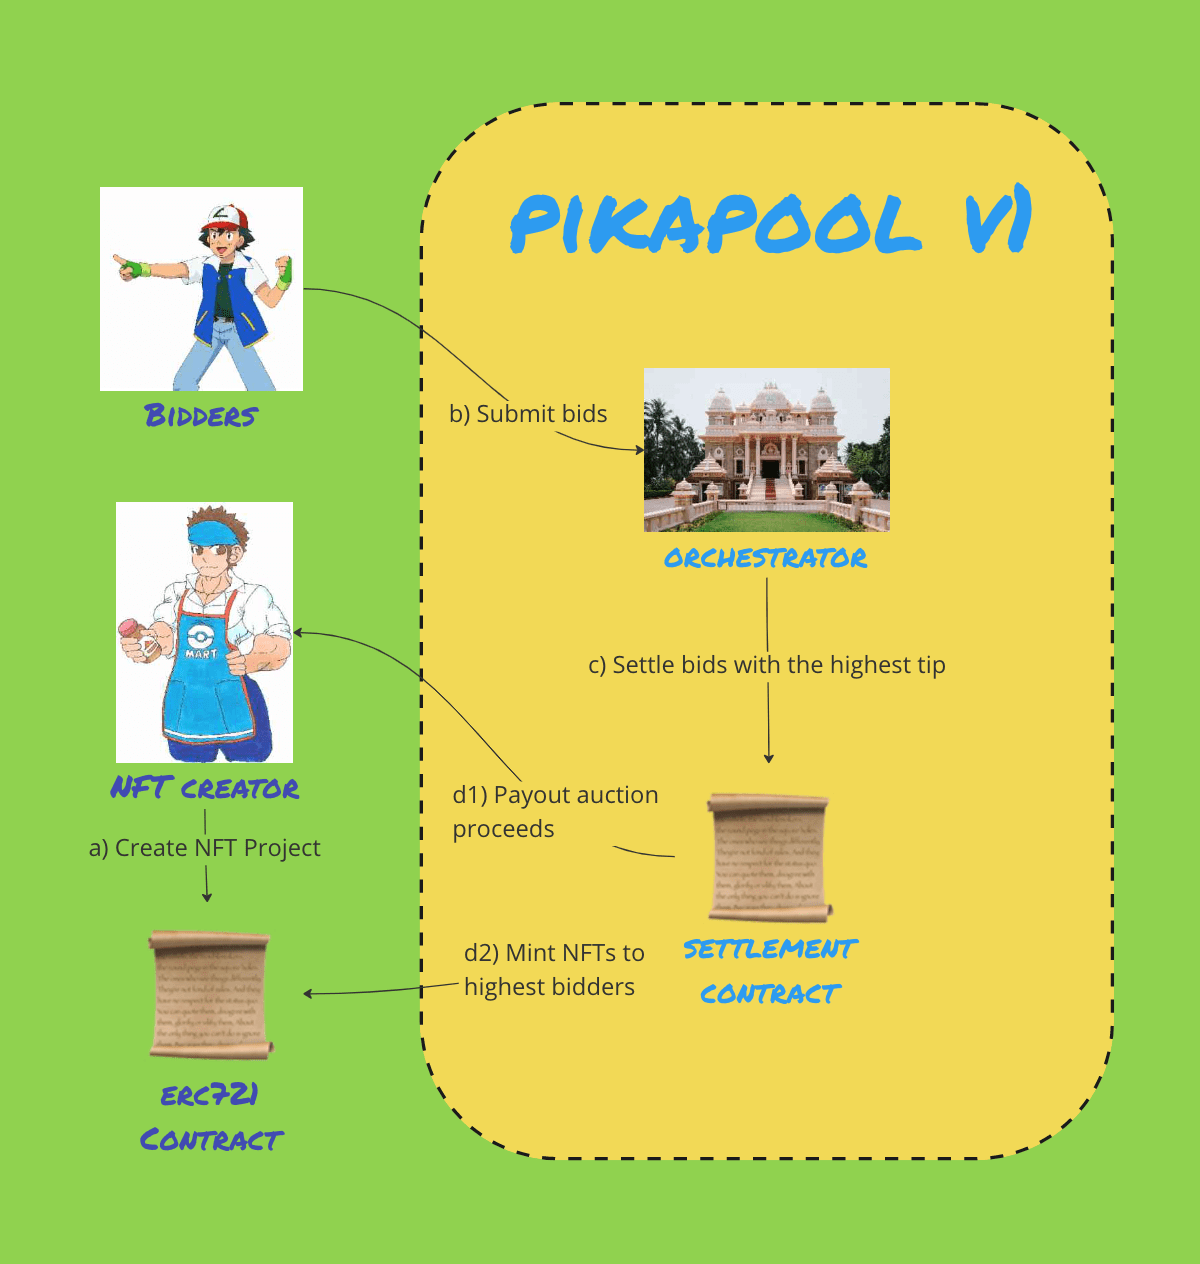 PIKAPOOL V1
BIDDERS
b) Submit bids
ORCHESTRATOR
MART
c) Settle bids with the highest tip
NFT CREATOR
d1) Payout auction
proceeds
a) Create NFT Project
SETTLEMENT
CONTRACT
d2) Mint NFTs to
highest bidders
ERC721
CONTRACT